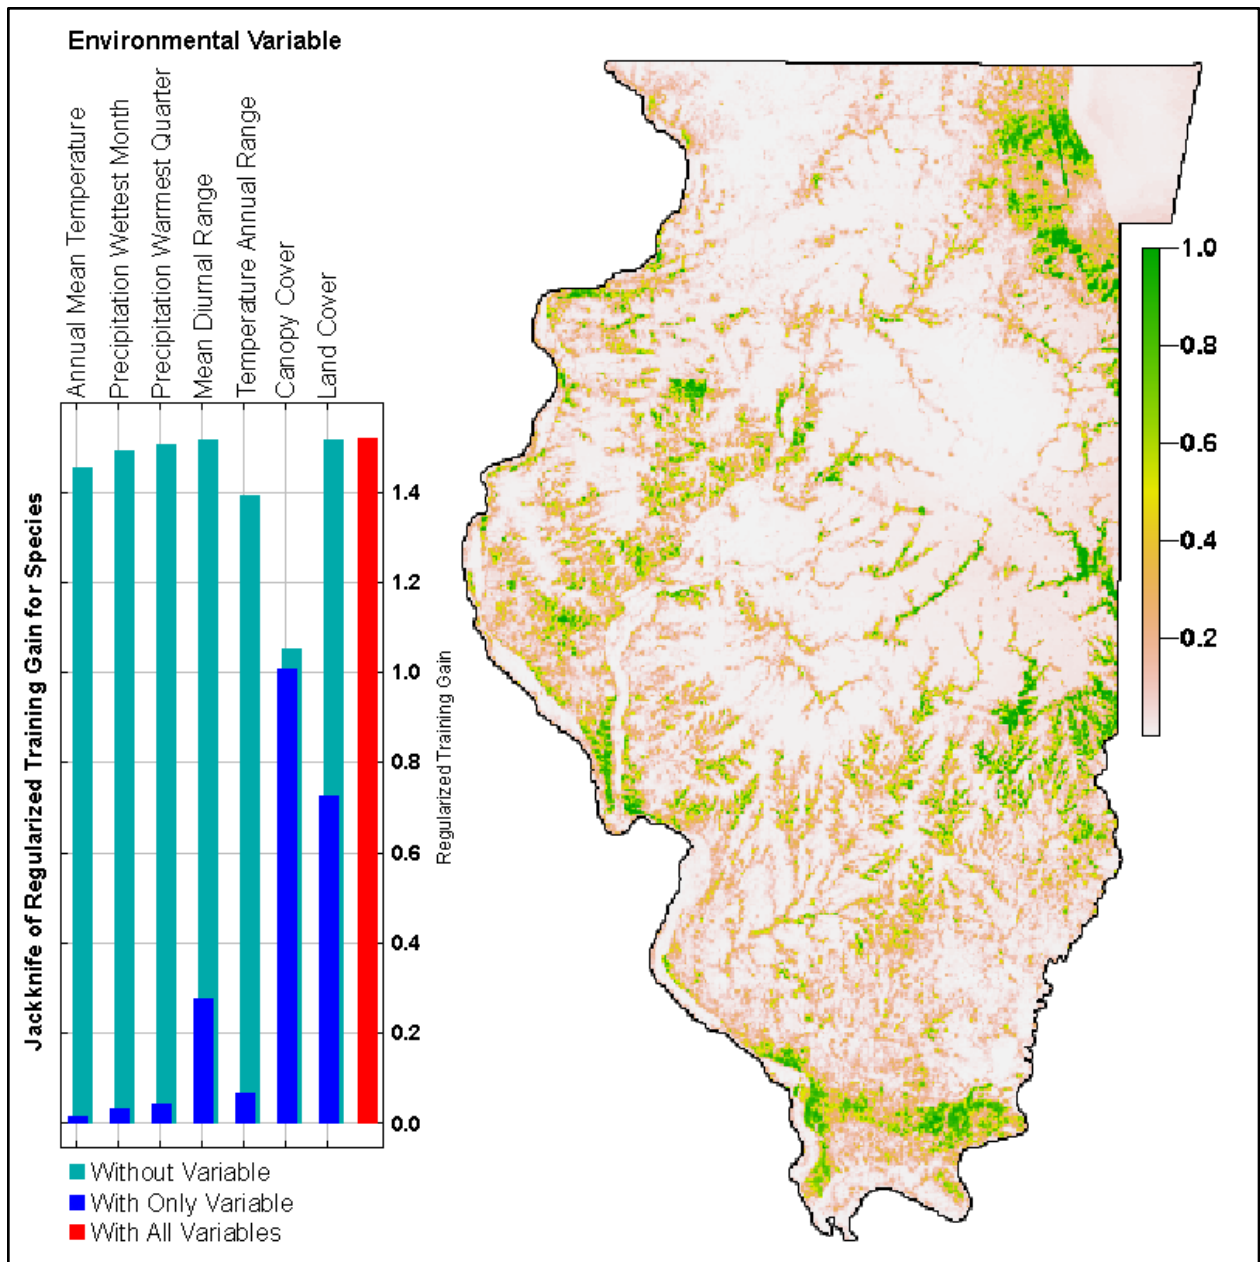 Environmental Variable
Annual Mean Temperature
Precipitation Wettest Month
Precipitation Warmest Quarter
Mean Diurnal Range
Temperature Annual Range
Canopy Cover
Land Cover
Jackknife of Regularized Training Gain for Species
1.4
1.2
1.0
0.8
0.6
0.4
0.2
0.0
Regularized Training Gain
Without Variable
With Only Variable
With All Variables
1.0
0.8
0.6
0.4
0.2